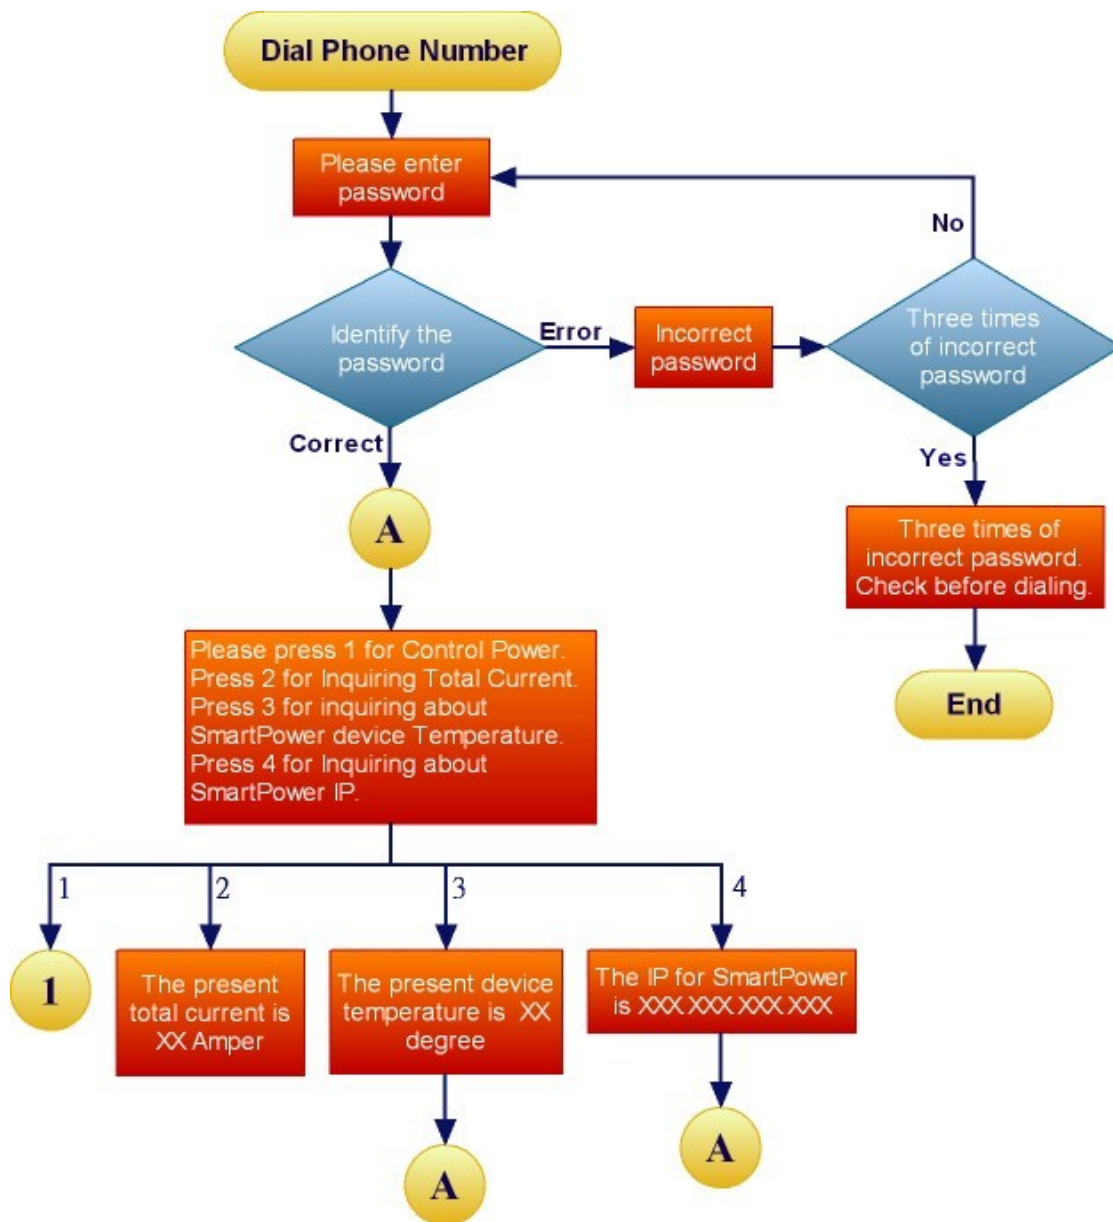 Dial Phone Number
Please enter
password
No
Identify the
password
Error
Incorrect
password
Three times
of incorrect
password
Correct
Yes
A
Three times of
incorrect password.
Check before dialing.
End
Please press 1 for Control Power.
Press 2 for Inquiring Total Current.
Press 3 for inquiring about
SmartPower device Temperature.
Press 4 for Inquiring about
SmartPower IP.
1
2
3
4
1
The present
total current is
XX Amper
The present device
temperature is XX
degree
The IP for SmartPower
is XXX.XXX.XXX.XXX
A
A